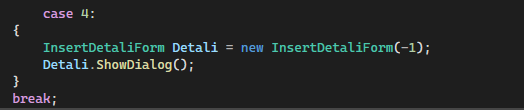 case 4:
{
InsertDetaliForm Detali = new InsertDetaliForm(-1);
Detali.ShowDialog();
}
break;